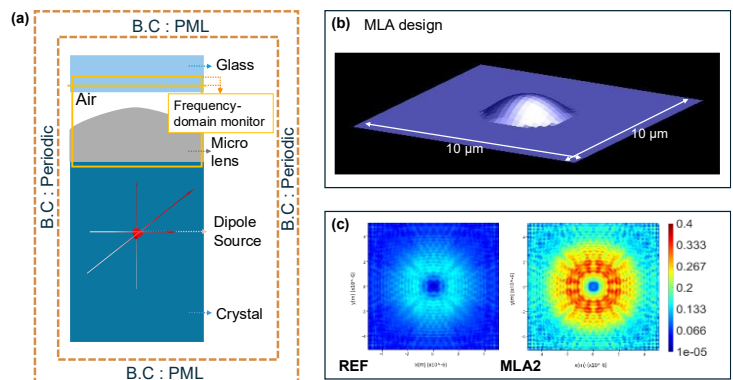 (a)
B.C : PML
B.C : Periodic
Glass
Air
Frequency-
domain monitor
Micro
lens
Dipole
Source
Crystal
B.C : Periodic
B.C : PML
(b) MLA design
10 µm
10 µm
(c)
REF
MLA2
0.4
0.333
0.267
0.2
0.133
0.066
1e-05